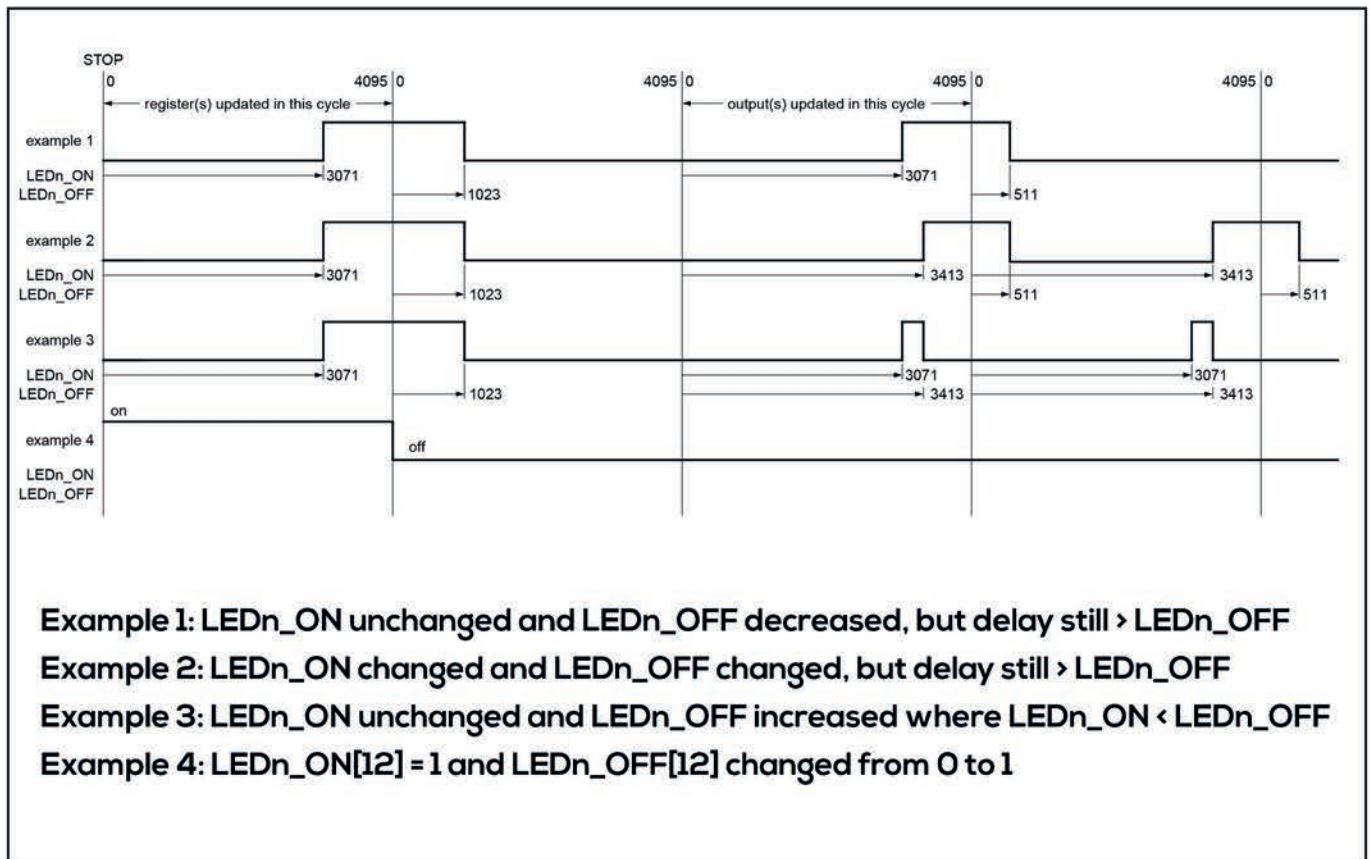 STOP
0 4095 0 4095 0 4095 0 4095 0
register(s) updated in this cycle output(s) updated in this cycle
example 1
LEDn_ON 3071 3071
LEDn_OFF 1023 511
example 2
LEDn_ON 3071 3413 3413
LEDn_OFF 1023 511 511
example 3
LEDn_ON 3071 3071 3071
LEDn_OFF 1023 3413 3413
on
example 4 off
LEDn_ON
LEDn_OFF
Example 1: LEDn_ON unchanged and LEDn_OFF decreased, but delay still > LEDn_OFF
Example 2: LEDn_ON changed and LEDn_OFF changed, but delay still > LEDn_OFF
Example 3: LEDn_ON unchanged and LEDn_OFF increased where LEDn_ON < LEDn_OFF
Example 4: LEDn_ON[12] = 1 and LEDn_OFF[12] changed from 0 to 1